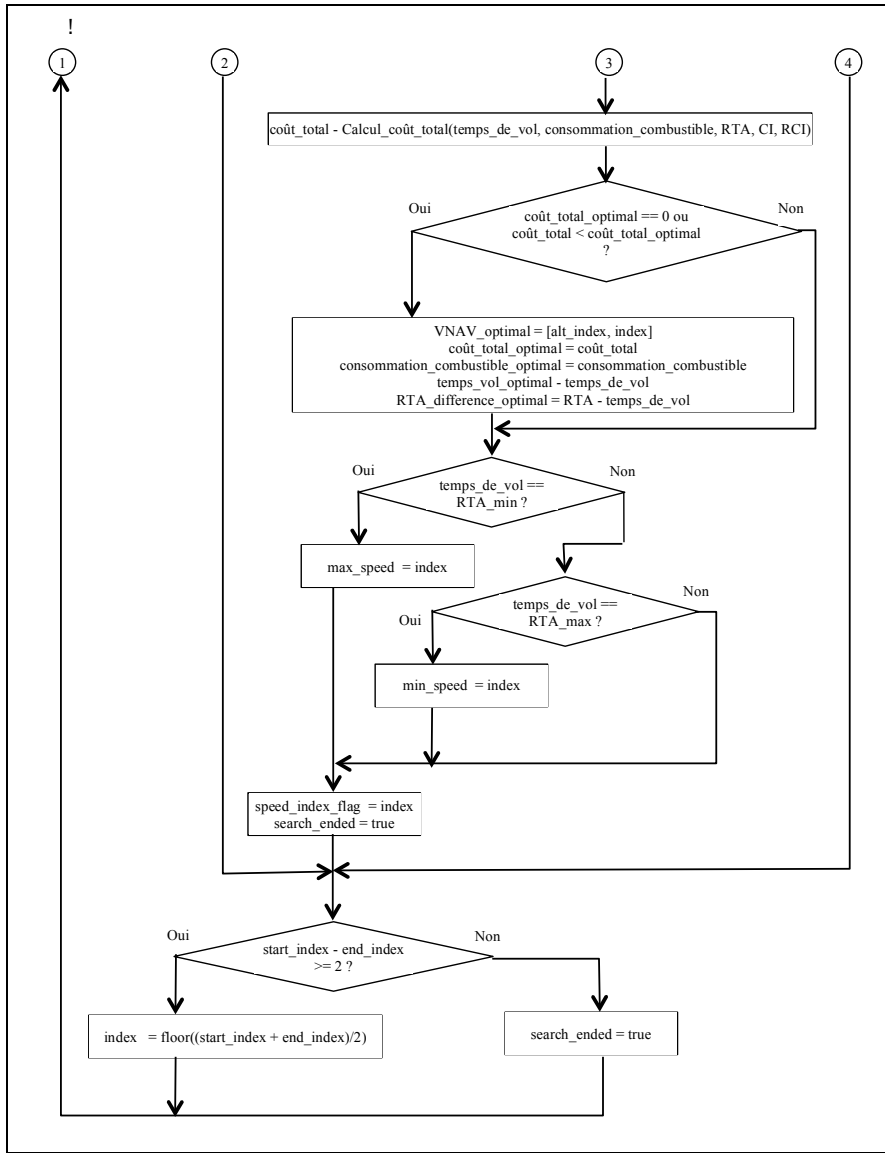 !
1
2
3
4
coût_total - Calcul_coût_total(temps_de_vol, consommation_combustible, RTA, CI, RCI)
Oui
Non
coût_total_optimal == 0 ou
coût_total < coût_total_optimal
?
VNAV_optimal = [alt_index, index]
coût_total_optimal = coût_total
consommation_combustible_optimal = consommation_combustible
temps_vol_optimal - temps_de_vol
RTA_difference_optimal = RTA - temps_de_vol
Oui
Non
temps_de_vol ==
RTA_min ?
max_speed = index
Non
temps_de_vol ==
RTA_max ?
Oui
min_speed = index
speed_index_flag = index
search_ended = true
Oui
Non
start_index - end_index
>= 2 ?
index = floor((start_index + end_index)/2)
search_ended = true